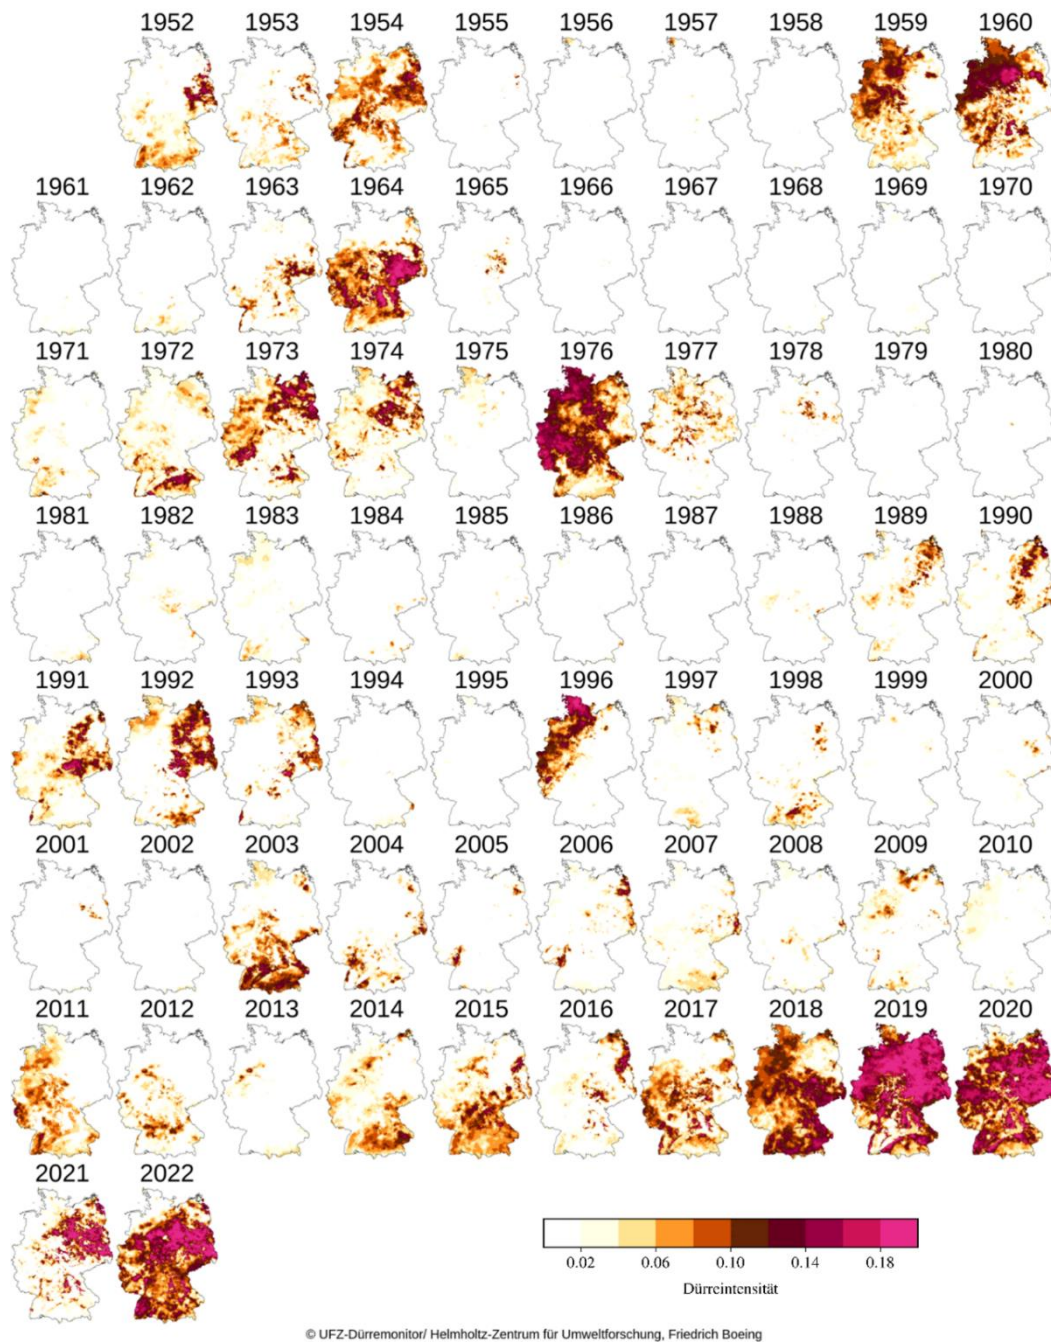 1952 1953 1954 1955 1956 1957 1958 1959 1960
1961 1962 1963 1964 1965 1966 1967 1968 1969 1970
1971 1972 1973 1974 1975 1976 1977 1978 1979 1980
1981 1982 1983 1984 1985 1986 1987 1988 1989 1990
1991 1992 1993 1994 1995 1996 1997 1998 1999 2000
2001 2002 2003 2004 2005 2006 2007 2008 2009 2010
2011 2012 2013 2014 2015 2016 2017 2018 2019 2020
2021 2022
0.02 0.06 0.10 0.14 0.18
Dürreintensität
© UFZ-Dürremonitor/ Helmholtz-Zentrum für Umweltforschung, Friedrich Boeing